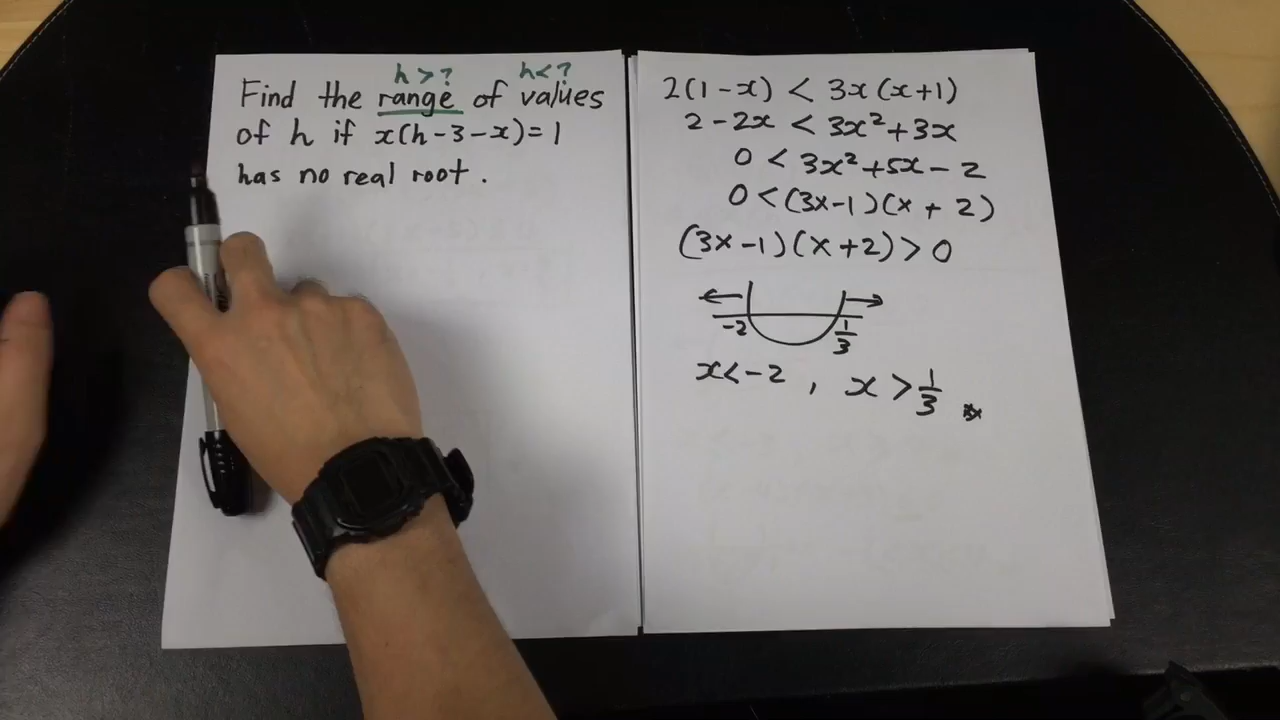 h > ? h < ?
Find the range of values
of h if x(h - 3 - x) = 1
has no real root.
2(1 - x) < 3x(x + 1)
2 - 2x < 3x² + 3x
0 < 3x² + 5x - 2
0 < (3x - 1)(x + 2)
(3x - 1)(x + 2) > 0
-2 1/3
x < -2 , x > 1/3